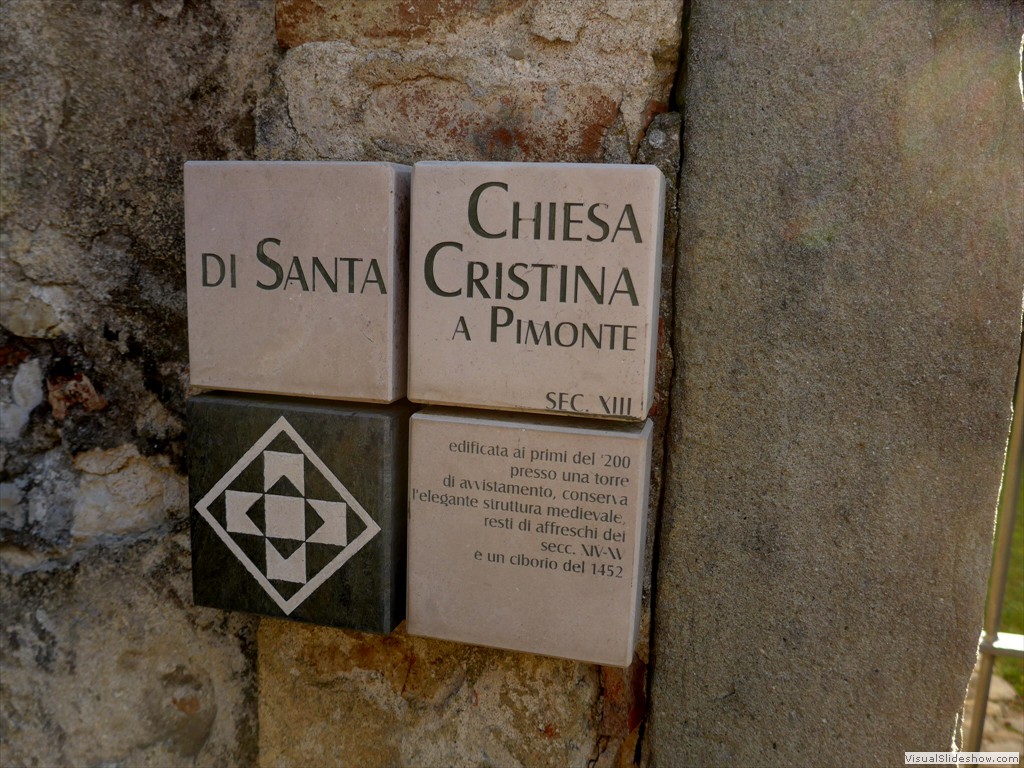 CHIESA
DI SANTA CRISTINA
A PIMONTE
SEC. XIII
edificata ai primi del '200
presso una torre
di avvistamento, conserva
l'elegante struttura medievale,
resti di affreschi dei
secc. XIV-XV
e un ciborio del 1452
VisualSlideshow.com